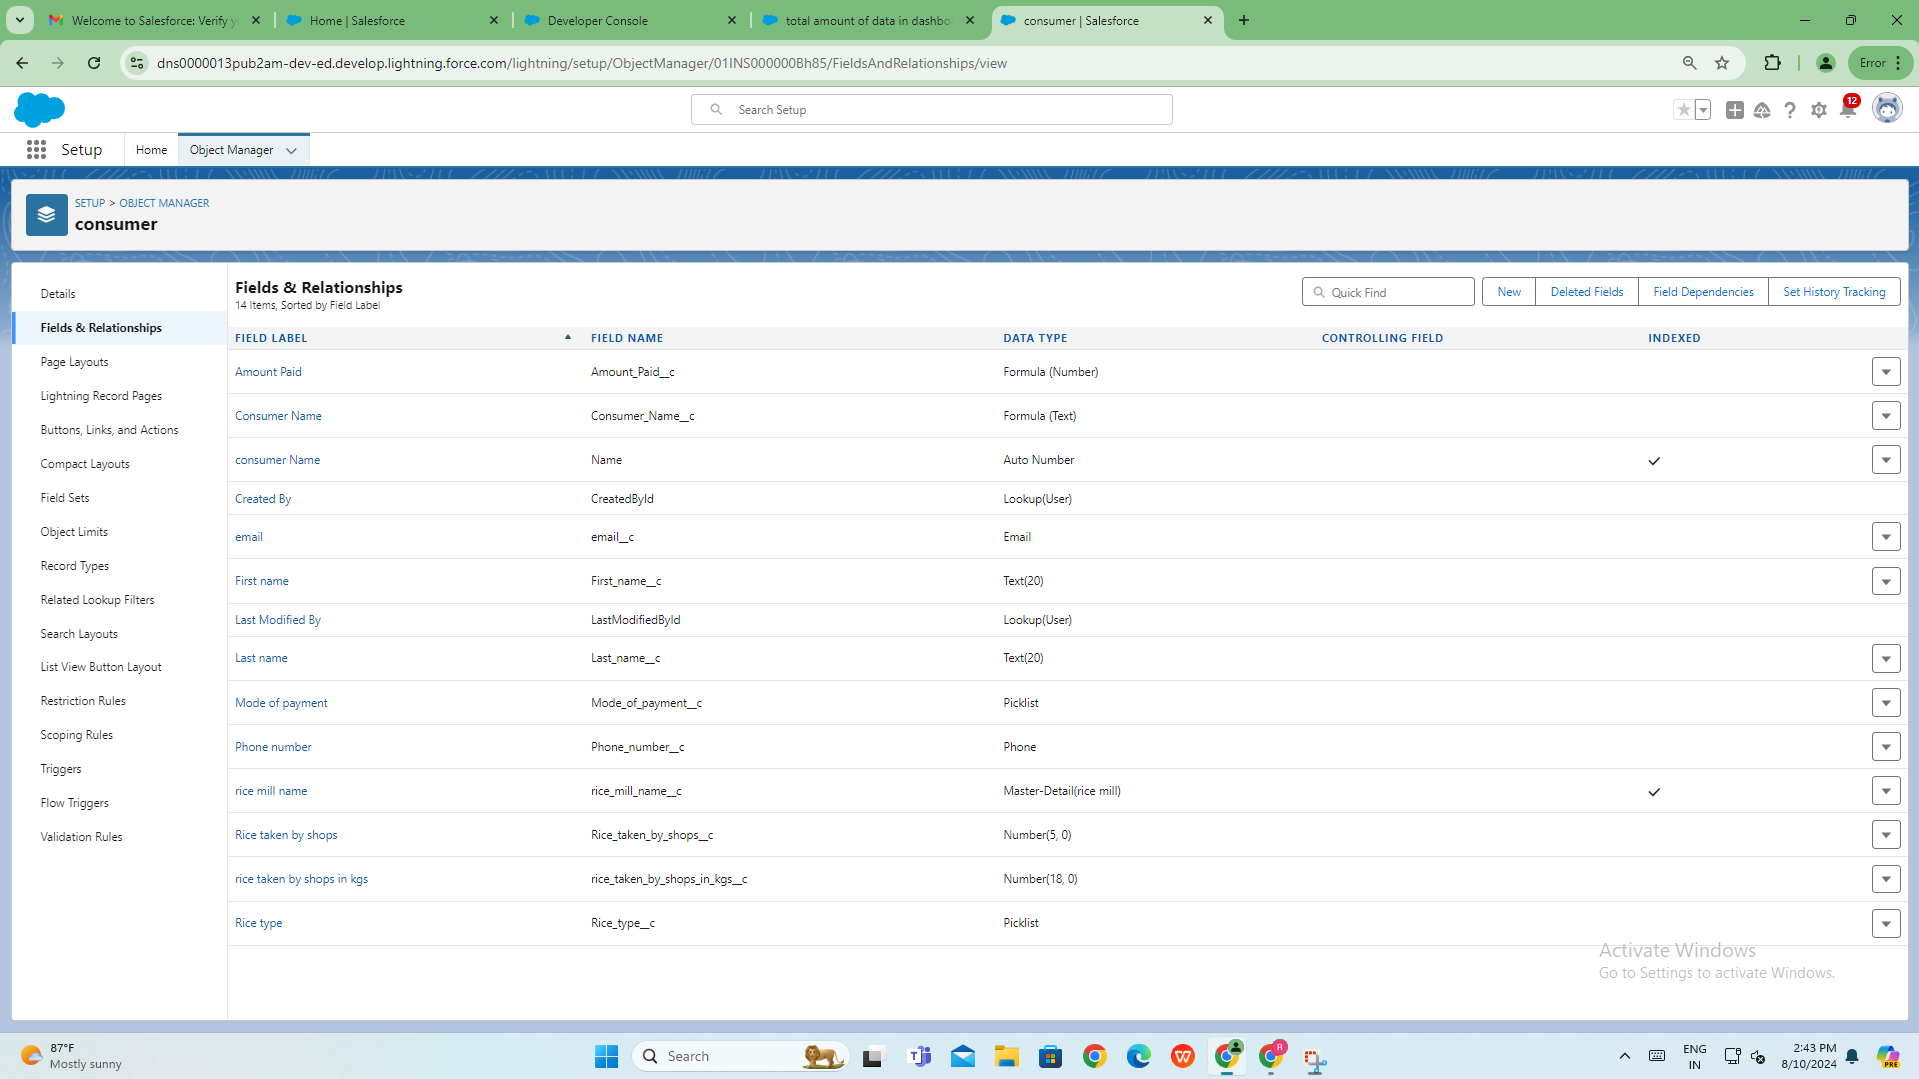 Welcome to Salesforce: Verify y
Home | Salesforce
Developer Console
total amount of data in dashbo
consumer | Salesforce
dns0000013pub2am-dev-ed.develop.lightning.force.com/lightning/setup/ObjectManager/01INS000000Bh85/FieldsAndRelationships/view
Error
Search Setup
12
Setup
Home
Object Manager
SETUP > OBJECT MANAGER
consumer
Details
Fields & Relationships
Page Layouts
Lightning Record Pages
Buttons, Links, and Actions
Compact Layouts
Field Sets
Object Limits
Record Types
Related Lookup Filters
Search Layouts
List View Button Layout
Restriction Rules
Scoping Rules
Triggers
Flow Triggers
Validation Rules
Fields & Relationships
14 Items, Sorted by Field Label
Quick Find
New
Deleted Fields
Field Dependencies
Set History Tracking
FIELD LABEL FIELD NAME DATA TYPE CONTROLLING FIELD INDEXED
Amount Paid Amount_Paid__c Formula (Number)
Consumer Name Consumer_Name__c Formula (Text)
consumer Name Name Auto Number
Created By CreatedById Lookup(User)
email email__c Email
First name First_name__c Text(20)
Last Modified By LastModifiedById Lookup(User)
Last name Last_name__c Text(20)
Mode of payment Mode_of_payment__c Picklist
Phone number Phone_number__c Phone
rice mill name rice_mill_name__c Master-Detail(rice mill)
Rice taken by shops Rice_taken_by_shops__c Number(5, 0)
rice taken by shops in kgs rice_taken_by_shops_in_kgs__c Number(18, 0)
Rice type Rice_type__c Picklist
Activate Windows
Go to Settings to activate Windows.
87°F
Mostly sunny
Search
R
ENG
IN
2:43 PM
8/10/2024
PRE